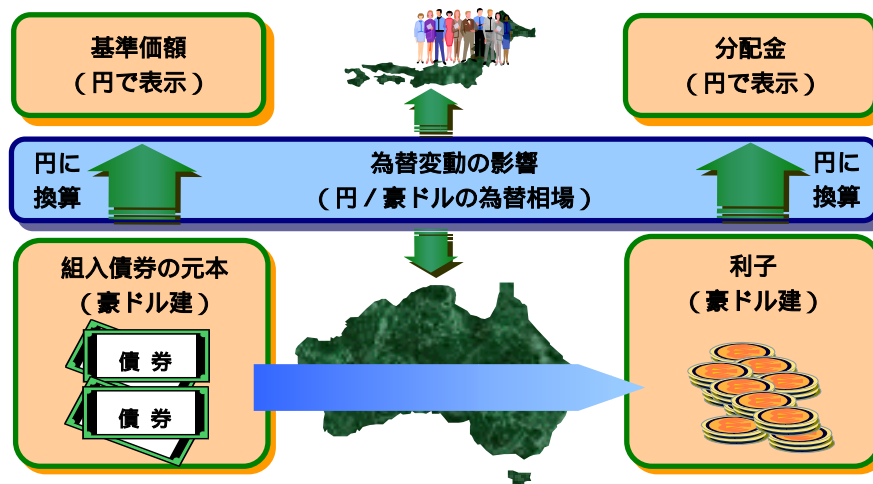 基準価額
（円で表示）
分配金
（円で表示）
円に
換算
為替変動の影響
（円／豪ドルの為替相場）
円に
換算
組入債券の元本
（豪ドル建）
債 券
債 券
利子
（豪ドル建）